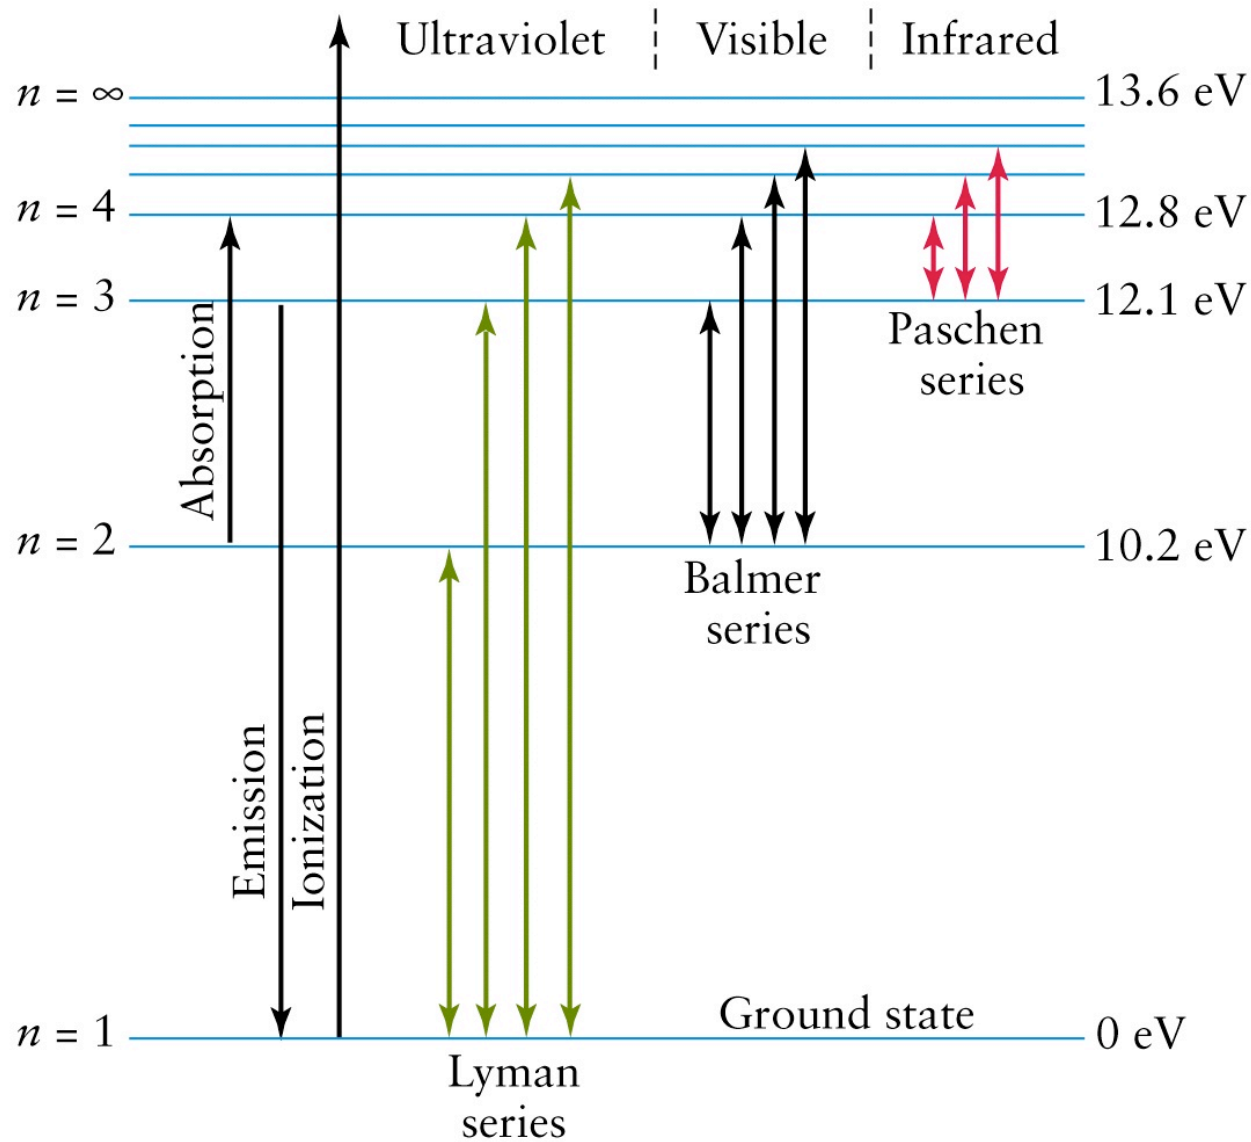 Ultraviolet Visible Infrared
n = ∞ 13.6 eV
n = 4 12.8 eV
n = 3 12.1 eV
Paschen
series
Absorption
n = 2 10.2 eV
Balmer
series
Emission
Ionization
Ground state
n = 1 0 eV
Lyman
series